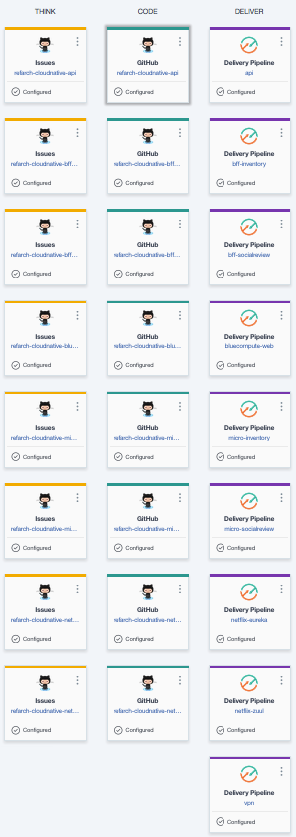 THINK CODE DELIVER
Issues GitHub Delivery Pipeline
refarch-cloudnative-api refarch-cloudnative-api api
Configured Configured Configured
Issues GitHub Delivery Pipeline
refarch-cloudnative-bff... refarch-cloudnative-bff... bff-inventory
Configured Configured Configured
Issues GitHub Delivery Pipeline
refarch-cloudnative-bff... refarch-cloudnative-bff... bff-socialreview
Configured Configured Configured
Issues GitHub Delivery Pipeline
refarch-cloudnative-blu... refarch-cloudnative-blu... bluecompute-web
Configured Configured Configured
Issues GitHub Delivery Pipeline
refarch-cloudnative-mi... refarch-cloudnative-mi... micro-inventory
Configured Configured Configured
Issues GitHub Delivery Pipeline
refarch-cloudnative-mi... refarch-cloudnative-mi... micro-socialreview
Configured Configured Configured
Issues GitHub Delivery Pipeline
refarch-cloudnative-net... refarch-cloudnative-net... netflix-eureka
Configured Configured Configured
Issues GitHub Delivery Pipeline
refarch-cloudnative-net... refarch-cloudnative-net... netflix-zuul
Configured Configured Configured
Delivery Pipeline
vpn
Configured